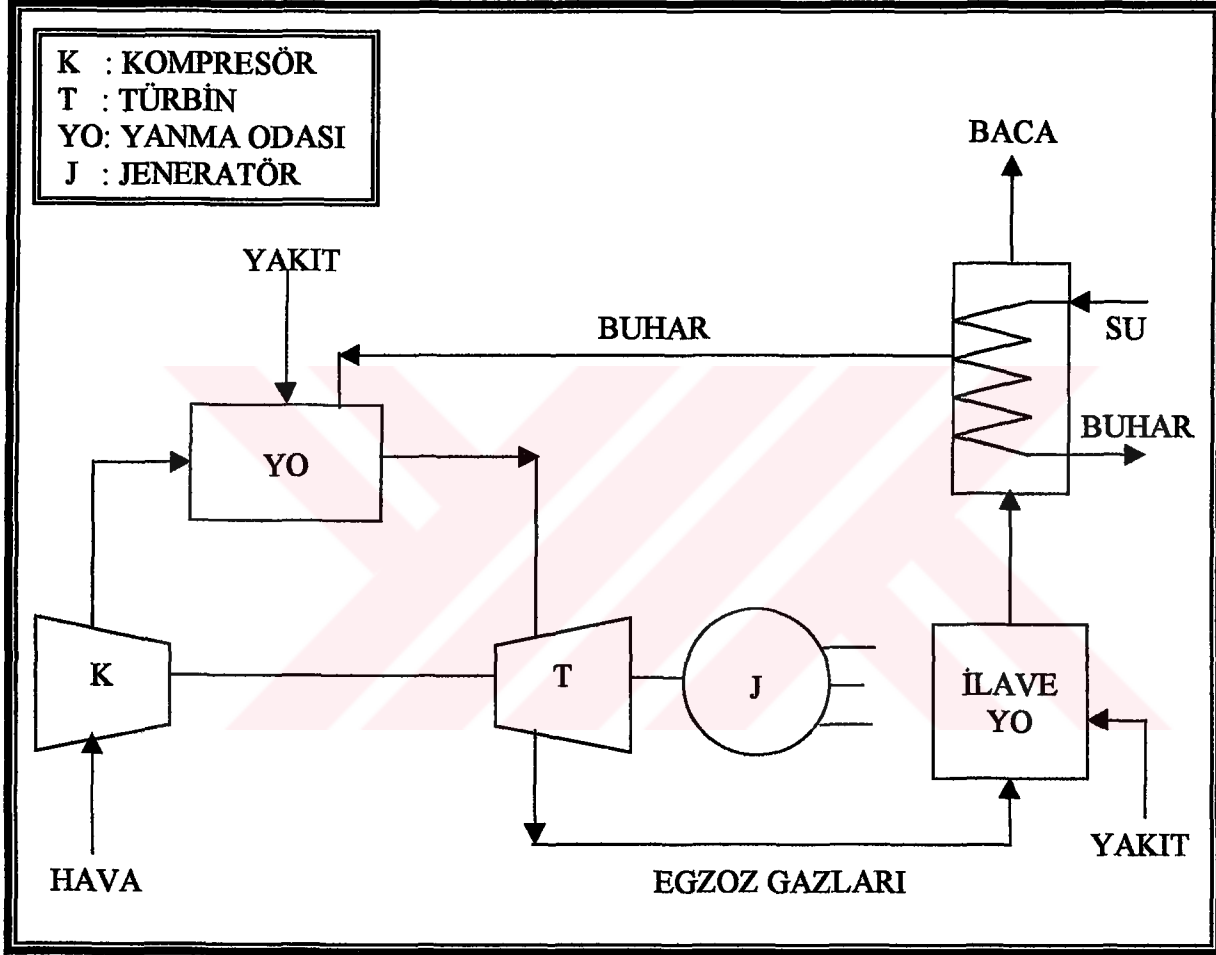 K : KOMPRESÖR
T : TÜRBİN
YO: YANMA ODASI
J : JENERATÖR
BACA
YAKIT
BUHAR
SU
BUHAR
YO
K
T
J
İLAVE
YO
YAKIT
HAVA
EGZOZ GAZLARI